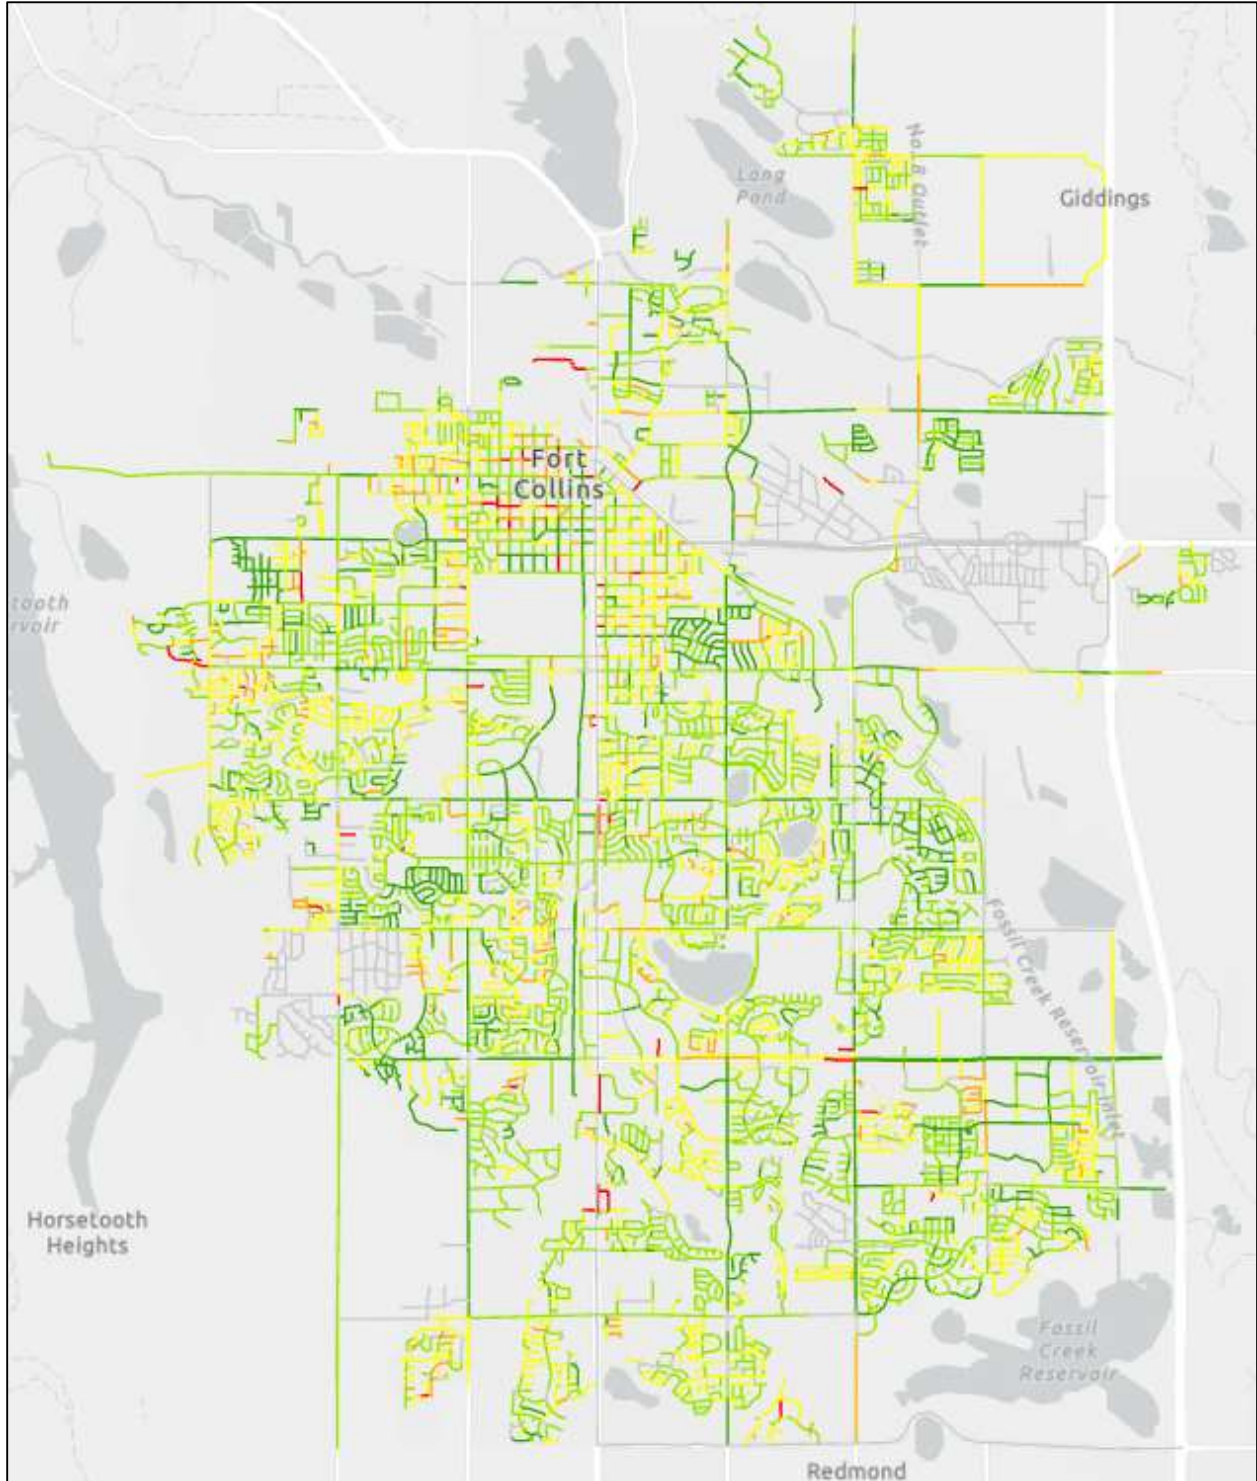 Long
Pond
No. 8 Outlet
Giddings
Fort
Collins
tooth
rvoir
Fossil Creek Reservoir Inlet
Horsetooth
Heights
Fossil
Creek
Reservoir
Redmond